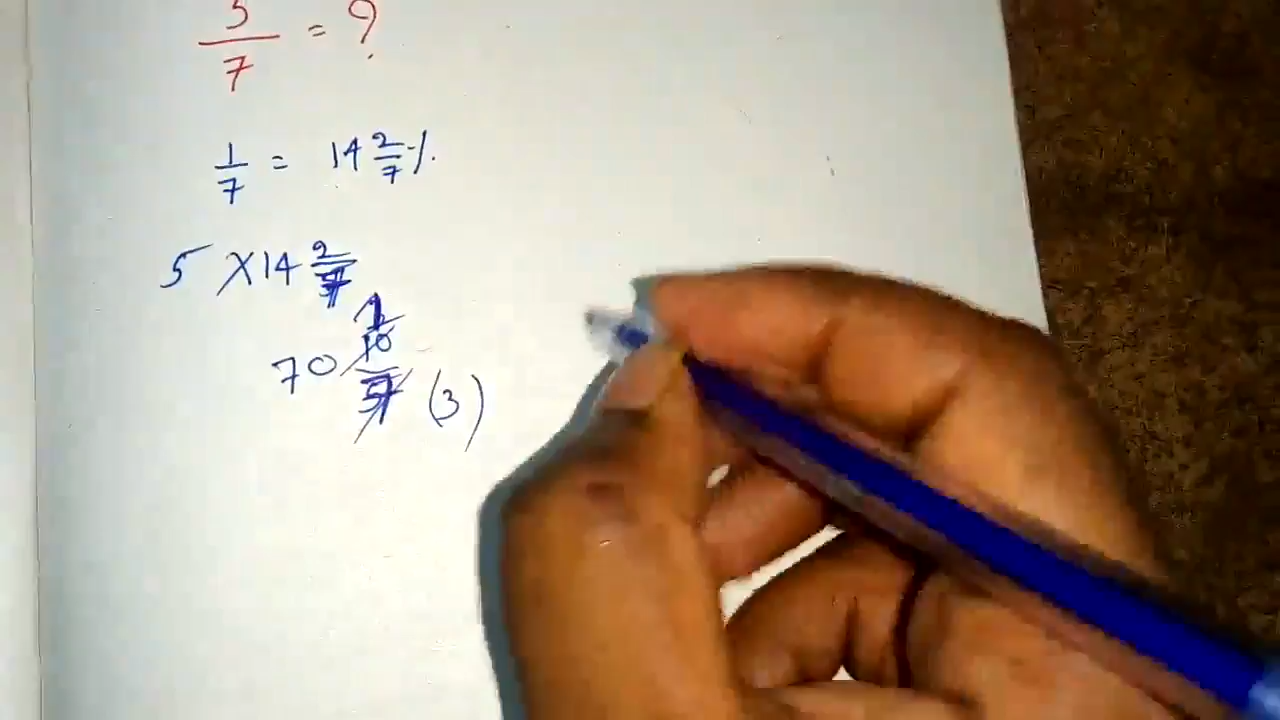 5/7 = ?
1/7 = 14 2/7 %
5 × 14 2/7
70 10/7 (3)